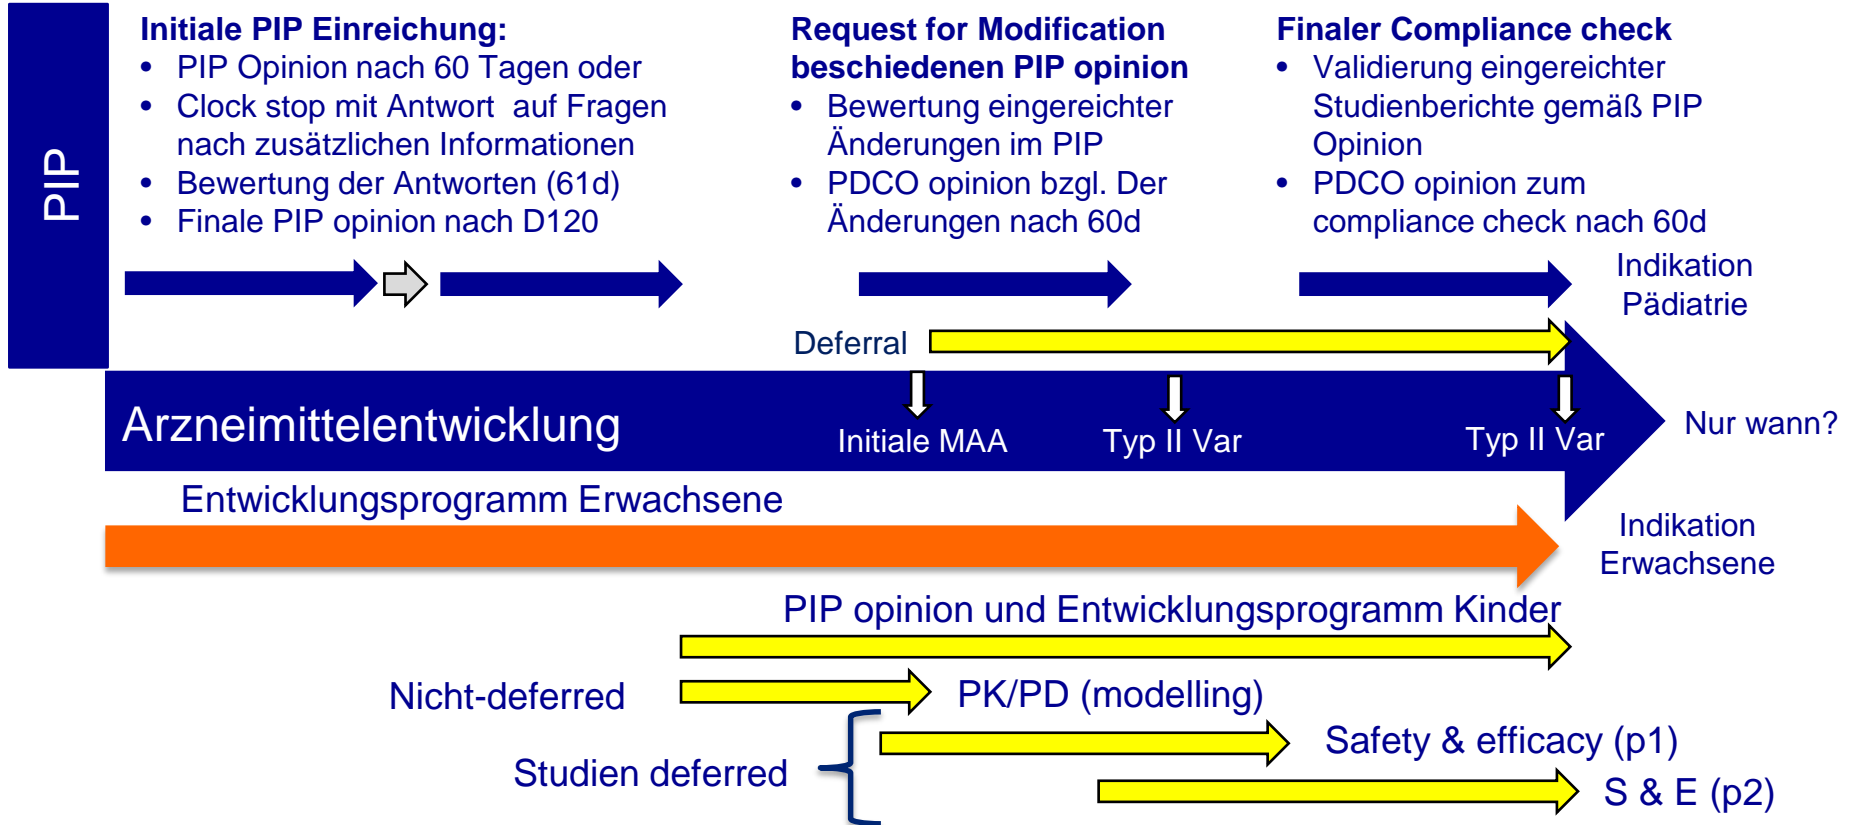 PIP
Initiale PIP Einreichung:
• PIP Opinion nach 60 Tagen oder
• Clock stop mit Antwort auf Fragen
nach zusätzlichen Informationen
• Bewertung der Antworten (61d)
• Finale PIP opinion nach D120
Request for Modification
beschiedenen PIP opinion
• Bewertung eingereichter
Änderungen im PIP
• PDCO opinion bzgl. Der
Änderungen nach 60d
Finaler Compliance check
• Validierung eingereichter
Studienberichte gemäß PIP
Opinion
• PDCO opinion zum
compliance check nach 60d
Indikation
Pädiatrie
Deferral
Arzneimittelentwicklung
Initiale MAA
Typ II Var
Typ II Var
Nur wann?
Entwicklungsprogramm Erwachsene
Indikation
Erwachsene
PIP opinion und Entwicklungsprogramm Kinder
Nicht-deferred
PK/PD (modelling)
Studien deferred
Safety & efficacy (p1)
S & E (p2)